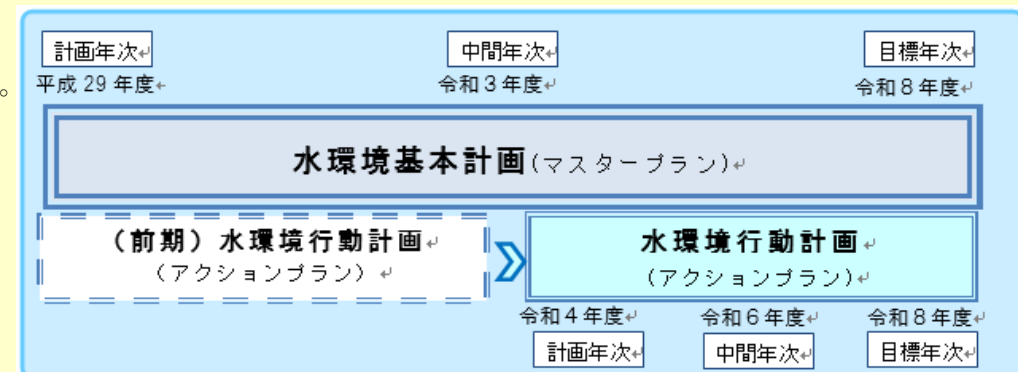 計画年次 中間年次 目標年次
平成29年度 令和3年度 令和8年度
。
水環境基本計画(マスタープラン)
(前期)水環境行動計画 水環境行動計画
(アクションプラン) (アクションプラン)
令和4年度 令和6年度 令和8年度
計画年次 中間年次 目標年次